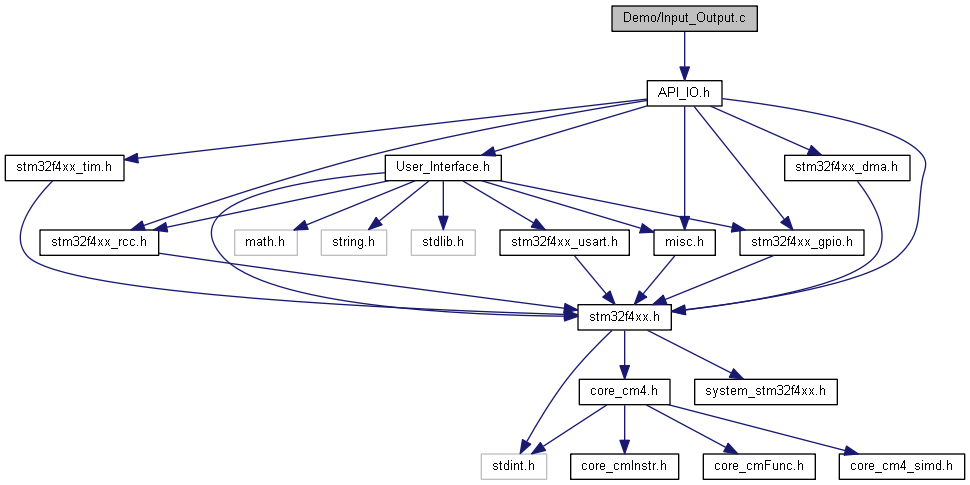 Demo/Input_Output.c
API_IO.h
stm32f4xx_tim.h
User_Interface.h
stm32f4xx_dma.h
stm32f4xx_rcc.h
math.h
string.h
stdlib.h
stm32f4xx_usart.h
misc.h
stm32f4xx_gpio.h
stm32f4xx.h
core_cm4.h
system_stm32f4xx.h
stdint.h
core_cmInstr.h
core_cmFunc.h
core_cm4_simd.h